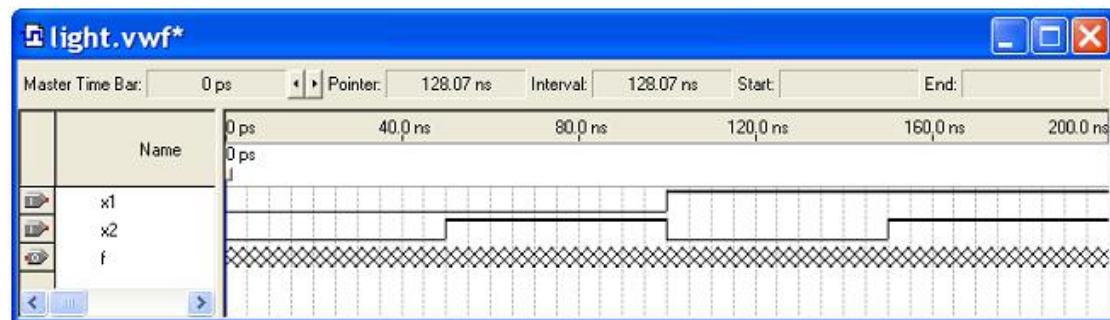 light.vwf*
Master Time Bar: 0 ps Pointer: 128.07 ns Interval: 128.07 ns Start: End:
Name
0 ps 40.0 ns 80.0 ns 120.0 ns 160.0 ns 200.0 ns
0 ps
x1
x2
f